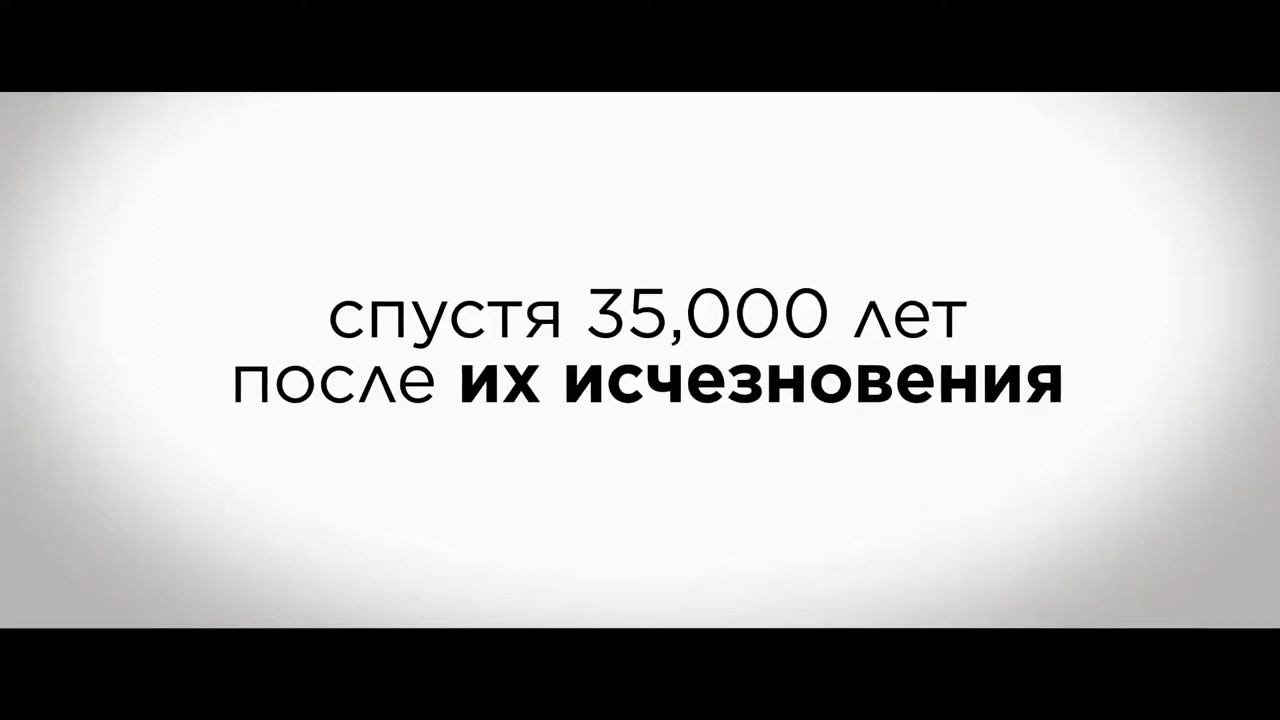 спустя 35,000 лет
после их исчезновения